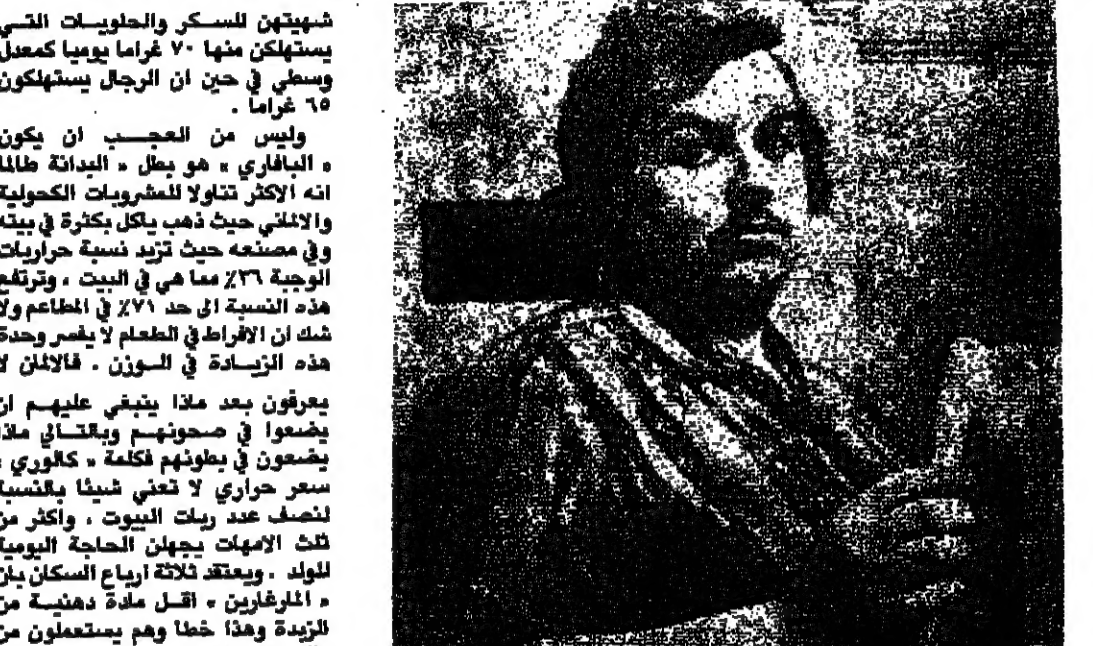 شهيتهن للسكر والحلويات التي
يستهلكن منها ٧٠ غراما يوميا كمعدل
وسطي في حين ان الرجال يستهلكون
٦٥ غراما .
وليس من العجب ان يكون
« البافاري » هو بطل « البدانة طالما
انه الاكثر تناولا للمشروبات الكحولية
والالماني حيث ذهب ياكل بكثرة في بيته
وفي مصنعه حيث تزيد نسبة حراريات
الوجبة ٣٦٪ مما هي في البيت ، وترتفع
هذه النسبة الى حد ٧١٪ في المطاعم ولا
شك ان الافراط في الطعام لا يفسر وحدة
هذه الزيادة في الوزن . فالالمان لا
يعرفون بعد ماذا ينبغي عليهم ان
يضعوا في صحونهم وبالتالي ماذا
يضعون في بطونهم فكلمة « كالوري »
سعر حراري لا تعني شيئا بالنسبة
لنصف عدد ربات البيوت ، واكثر من
ثلث الامهات يجهلن الحاجة اليومية
للولد . ويعتقد ثلاثة ارباع السكان بان
« المارغارين » اقل مادة دهنية من
الزبدة وهذا خطا وهم يستعملون من